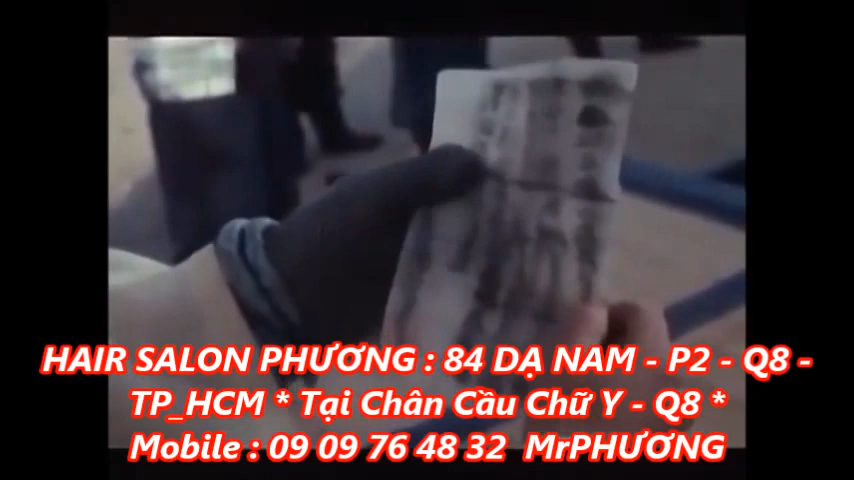 HAIR SALON PHƯƠNG : 84 DẠ NAM - P2 - Q8 -
TP_HCM * Tại Chân Cầu Chữ Y - Q8 *
Mobile : 09 09 76 48 32 MrPHƯƠNG